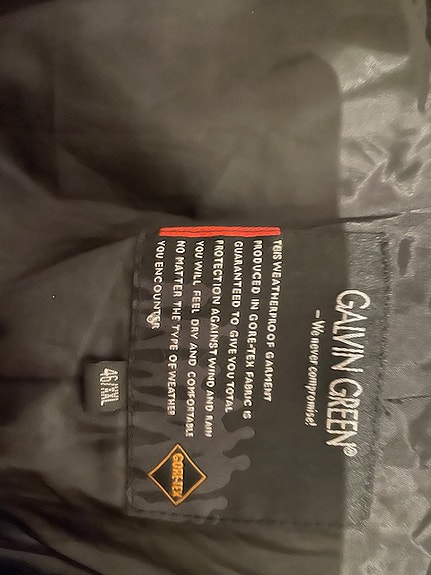 GALVIN GREEN®
– We never compromise!
THIS WEATHERPROOF GARMENT
PRODUCED IN GORE-TEX FABRIC IS
GUARANTEED TO GIVE YOU TOTAL
PROTECTION AGAINST WIND AND RAIN
YOU WILL FEEL DRY AND COMFORTABLE
NO MATTER THE TYPE OF WEATHER
YOU ENCOUNTER
GORE-TEX
46/XXL